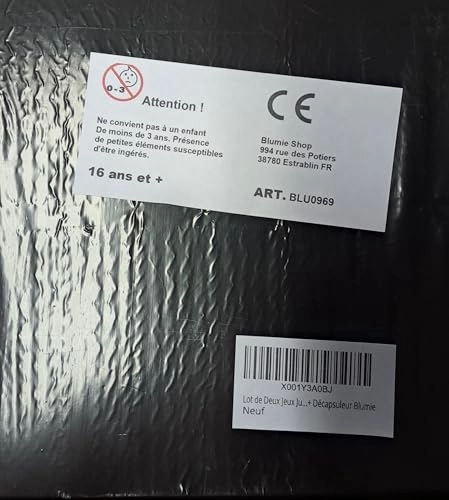 0-3
Attention !
Ne convient pas à un enfant
De moins de 3 ans. Présence
de petites éléments susceptibles
d'être ingérés.
16 ans et +
CE
Blumie Shop
994 rue des Potiers
38780 Estrablin FR
ART. BLU0969
X001Y3A0BJ
Lot de Deux Jeux Ju...+ Décapsuleur Blumie
Neuf